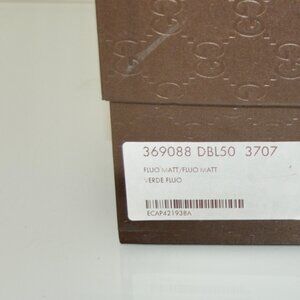 369088 DBL50 3707
FLUO MATT/FLUO MATT
VERDE FLUO
ECAP421938A